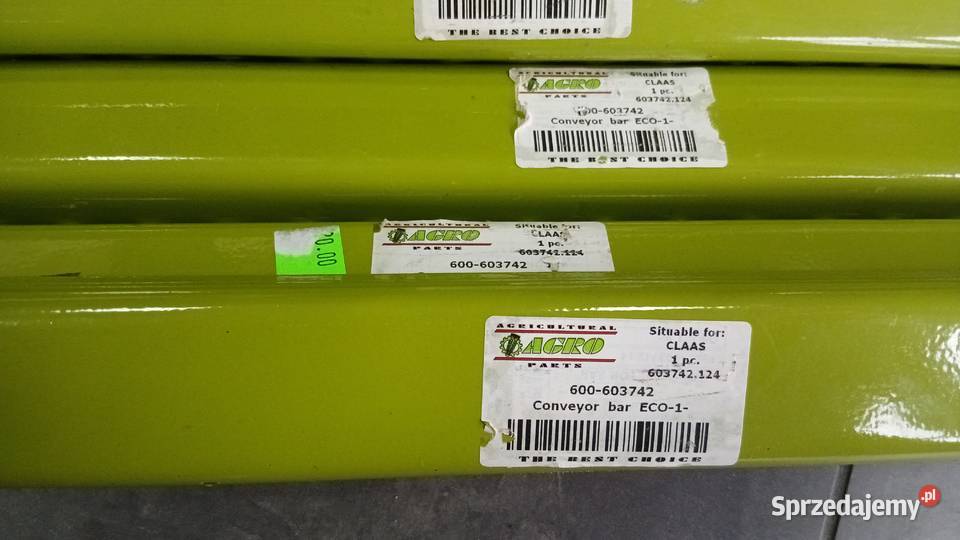 THE BEST CHOICE
AGRICULTURAL
AGRO
PARTS
Situable for:
CLAAS
1 pc.
603742.124
600-603742
Conveyor bar ECO-1-
THE BEST CHOICE
20.00
AGRICULTURAL
AGRO
PARTS
Situable for:
CLAAS
1 pc.
603742.124
600-603742
AGRICULTURAL
AGRO
PARTS
Situable for:
CLAAS
1 pc.
603742.124
600-603742
Conveyor bar ECO-1-
THE BEST CHOICE
Sprzedajemy.pl